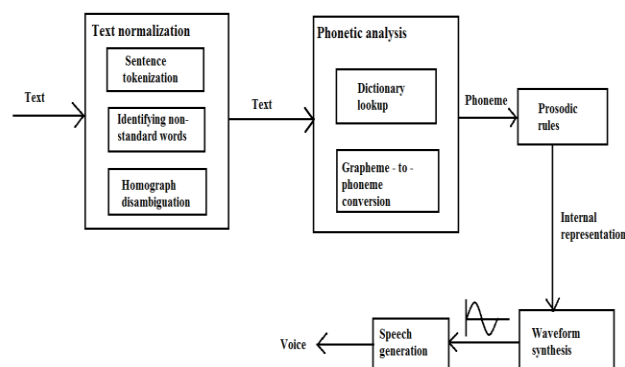 Text normalization
Sentence
tokenization
Identifying non-
standard words
Homograph
disambiguation
Text
Text
Phonetic analysis
Dictionary
lookup
Grapheme - to -
phoneme
conversion
Phoneme
Prosodic
rules
Internal
representation
Waveform
synthesis
Speech
generation
Voice